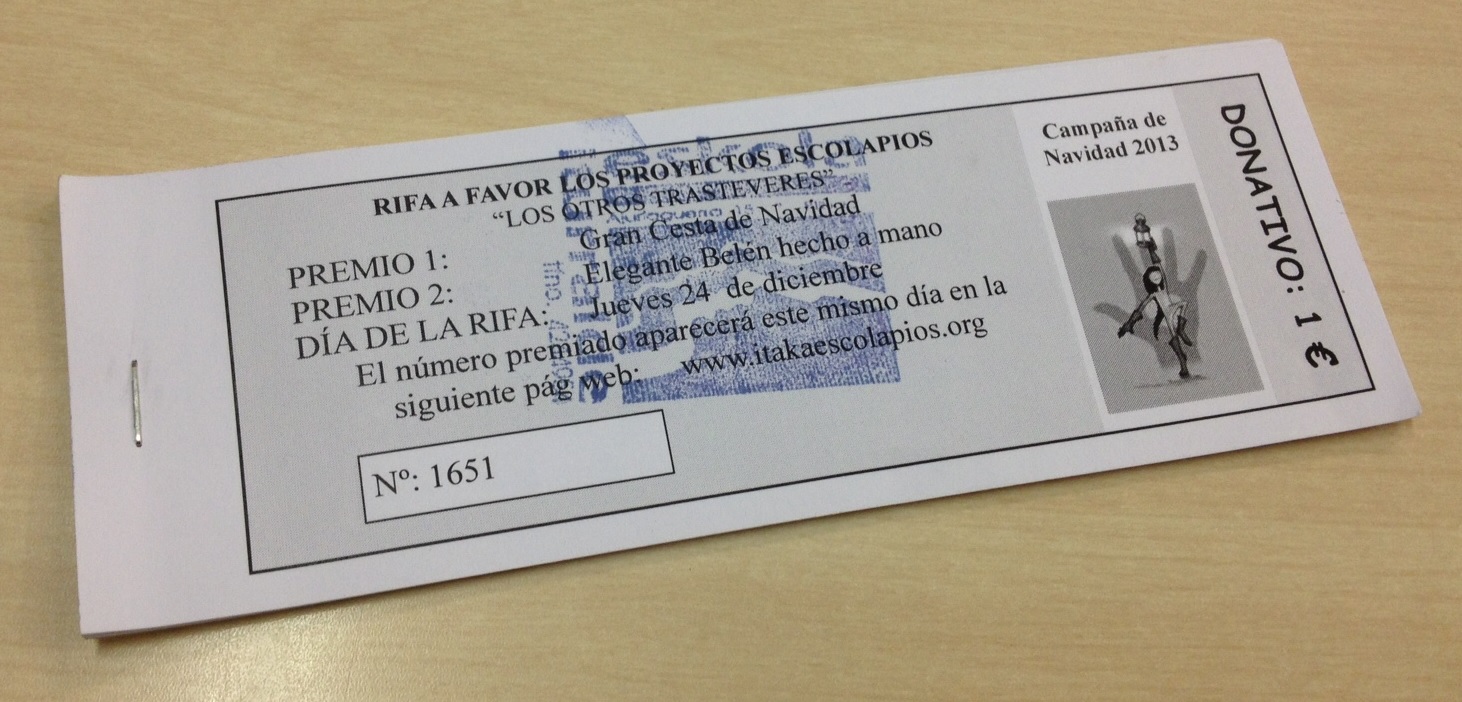 RIFA A FAVOR LOS PROYECTOS ESCOLAPIOS
“LOS OTROS TRASTEVERES”
PREMIO 1: Gran Cesta de Navidad
PREMIO 2: Elegante Belén hecho a mano
DÍA DE LA RIFA: Jueves 24 de diciembre
El número premiado aparecerá este mismo día en la
siguiente pág web: www.itakaescolapios.org
Nº: 1651
Campaña de
Navidad 2013
DONATIVO: 1 €